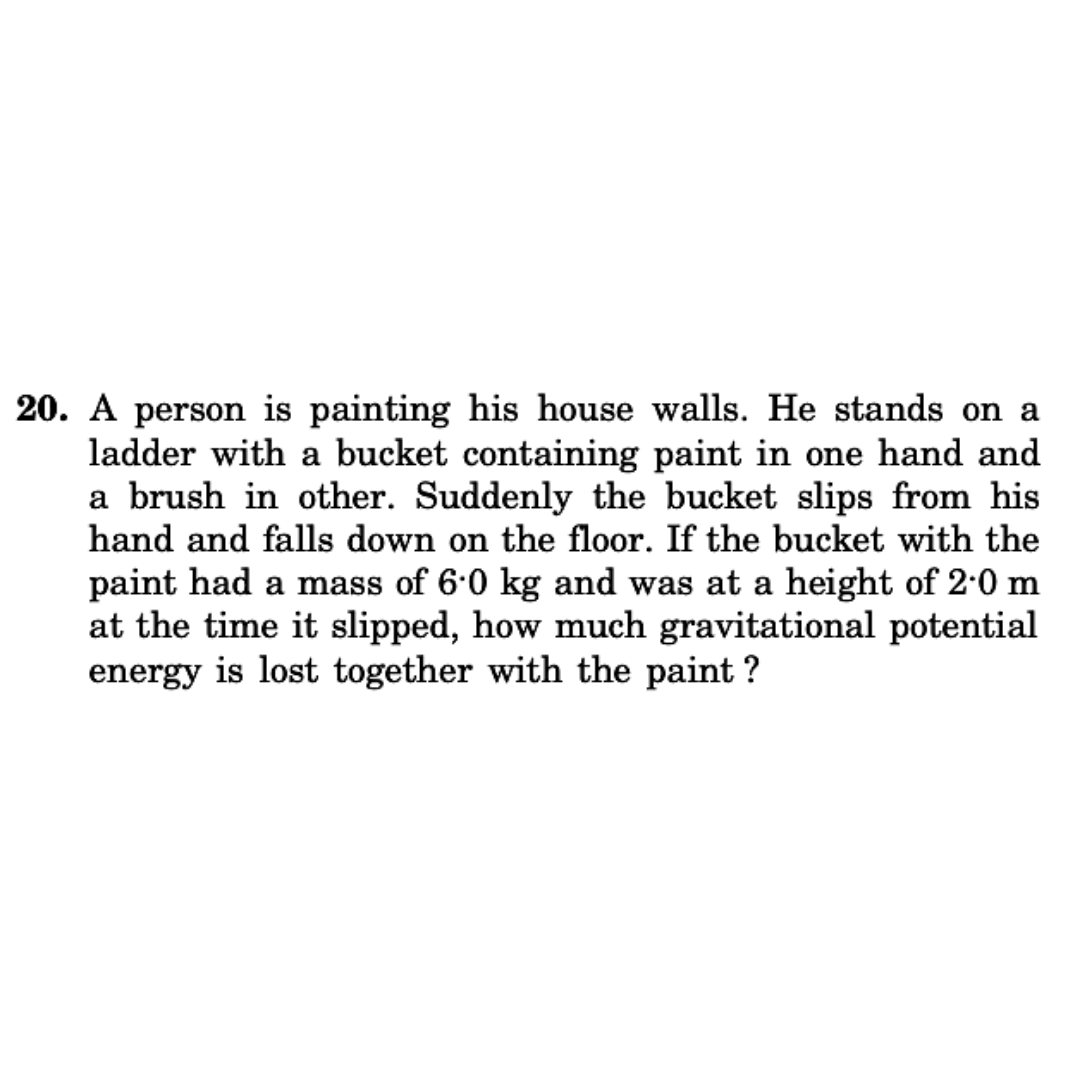 20. A person is painting his house walls. He stands on a
ladder with a bucket containing paint in one hand and
a brush in other. Suddenly the bucket slips from his
hand and falls down on the floor. If the bucket with the
paint had a mass of 6·0 kg and was at a height of 2·0 m
at the time it slipped, how much gravitational potential
energy is lost together with the paint ?